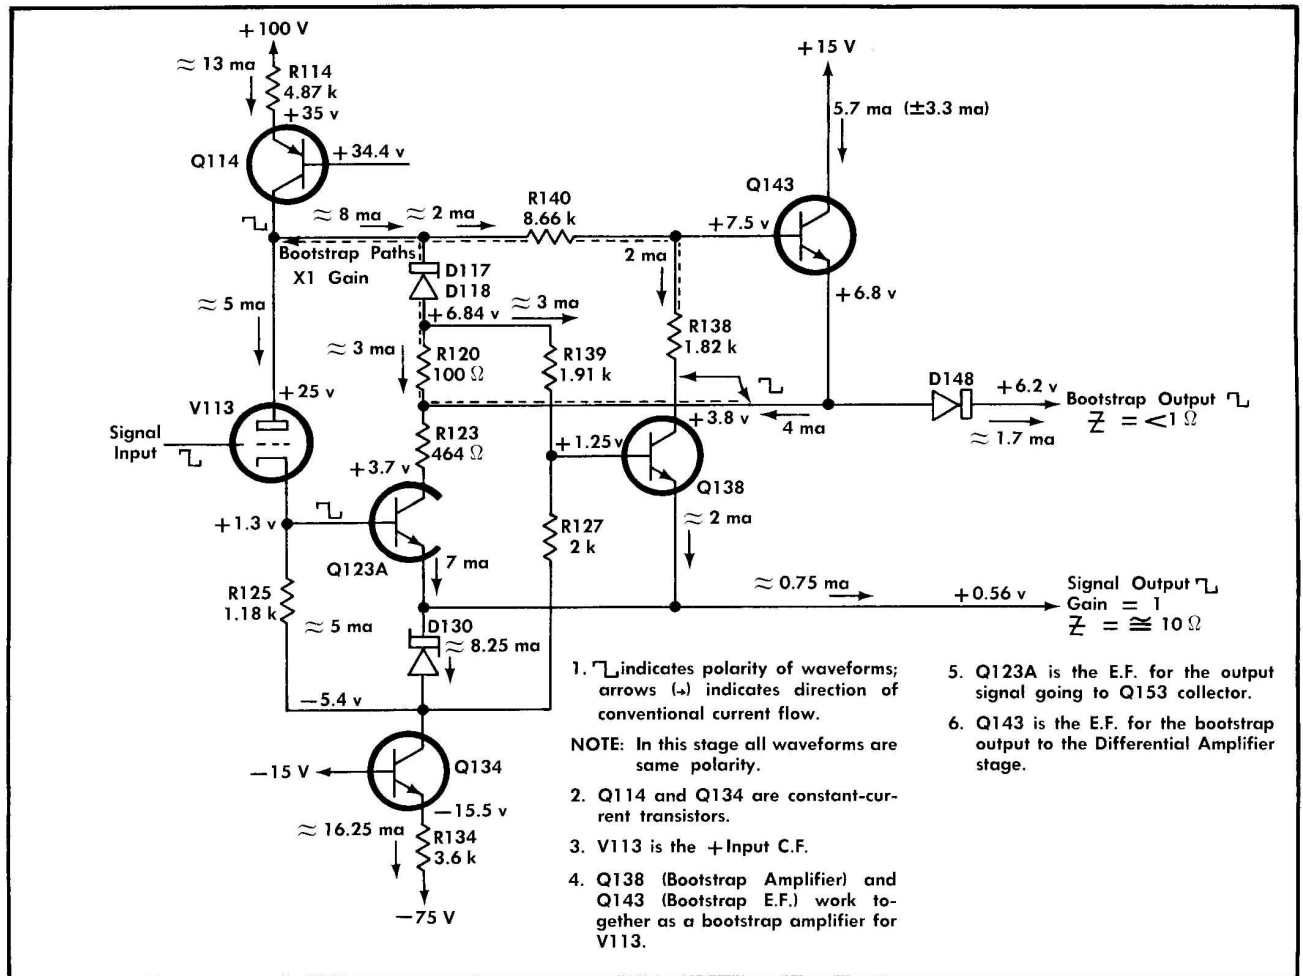 +100 V
≈ 13 ma
R114
4.87 k
+35 v
Q114
+34.4 v
+15 V
5.7 ma (±3.3 ma)
Q143
R140
8.66 k
≈ 8 ma
≈ 2 ma
+7.5 v
Bootstrap Paths
X1 Gain
D117
D118
2 ma
+6.8 v
≈ 5 ma
+6.84 v
≈ 3 ma
R138
1.82 k
≈ 3 ma
R120
100 Ω
R139
1.91 k
+25 v
V113
D148
+6.2 v
Bootstrap Output
Z = <1 Ω
Signal
Input
R123
464 Ω
+3.8 v
4 ma
≈ 1.7 ma
+3.7 v
+1.25v
Q138
+1.3 v
Q123A
7 ma
R127
2 k
≈ 2 ma
R125
1.18 k
≈ 5 ma
D130
≈ 8.25 ma
≈ 0.75 ma
+0.56 v
Signal Output
Gain = 1
Z = ≅ 10 Ω
−5.4 v
−15 V
Q134
−15.5 v
≈ 16.25 ma
R134
3.6 k
−75 V
1. indicates polarity of waveforms;
arrows (→) indicates direction of
conventional current flow.
NOTE: In this stage all waveforms are
same polarity.
2. Q114 and Q134 are constant-cur-
rent transistors.
3. V113 is the +Input C.F.
4. Q138 (Bootstrap Amplifier) and
Q143 (Bootstrap E.F.) work to-
gether as a bootstrap amplifier for
V113.
5. Q123A is the E.F. for the output
signal going to Q153 collector.
6. Q143 is the E.F. for the bootstrap
output to the Differential Amplifier
stage.